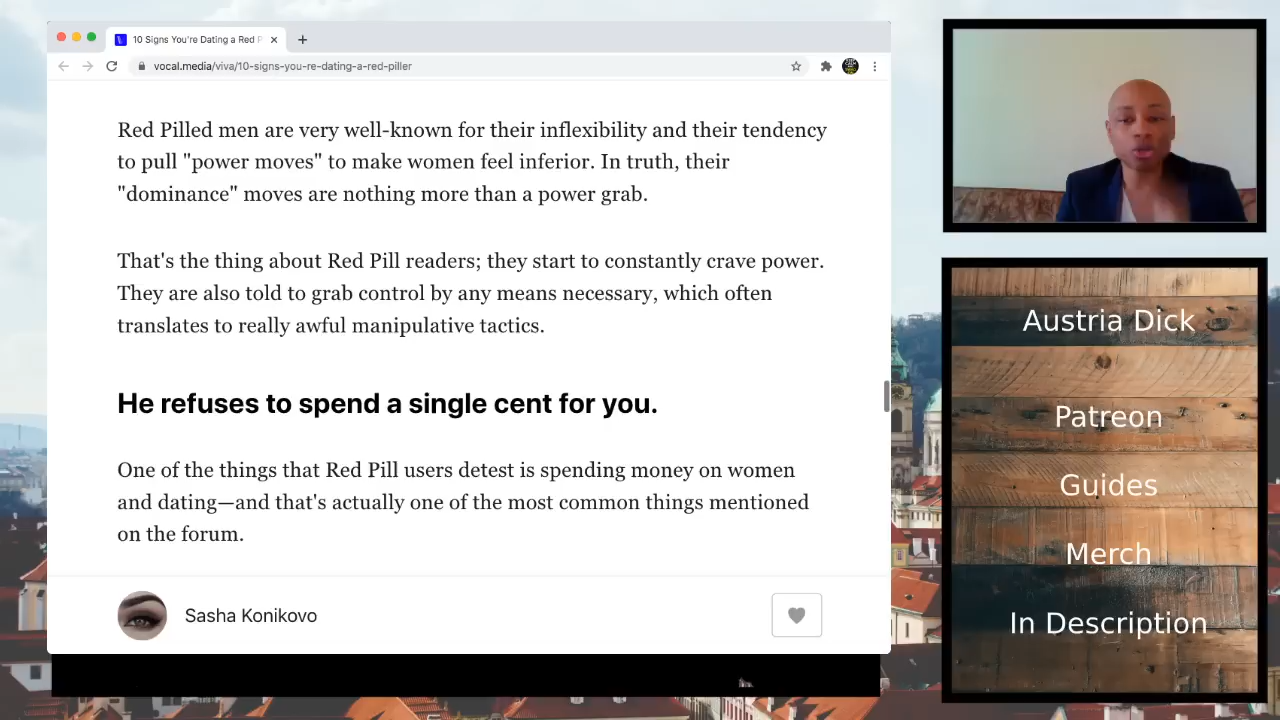 10 Signs You're Dating a Red P
vocal.media/viva/10-signs-you-re-dating-a-red-piller
Red Pilled men are very well-known for their inflexibility and their tendency
to pull "power moves" to make women feel inferior. In truth, their
"dominance" moves are nothing more than a power grab.
That's the thing about Red Pill readers; they start to constantly crave power.
They are also told to grab control by any means necessary, which often
translates to really awful manipulative tactics.
He refuses to spend a single cent for you.
One of the things that Red Pill users detest is spending money on women
and dating—and that's actually one of the most common things mentioned
on the forum.
Sasha Konikovo
Austria Dick
Patreon
Guides
Merch
In Description